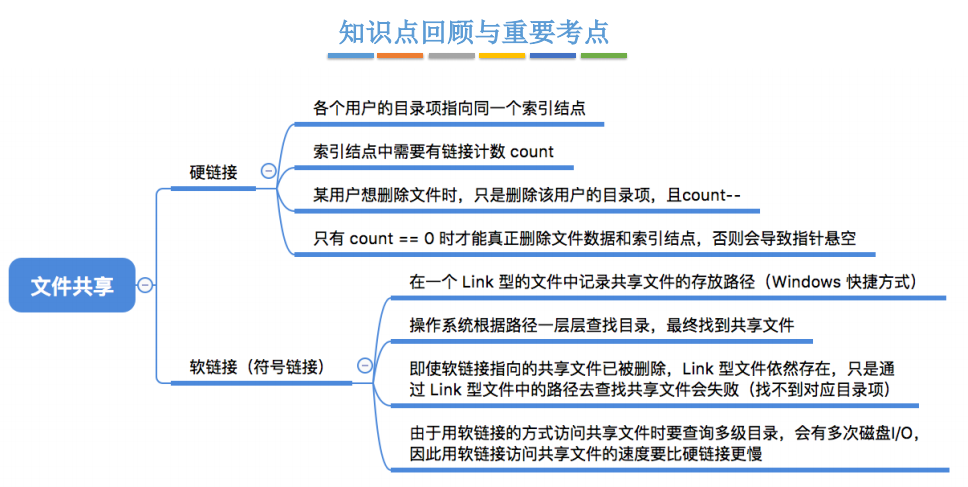 知识点回顾与重要考点
各个用户的目录项指向同一个索引结点
索引结点中需要有链接计数 count
硬链接
某用户想删除文件时，只是删除该用户的目录项，且count--
只有 count == 0 时才能真正删除文件数据和索引结点，否则会导致指针悬空
文件共享
在一个 Link 型的文件中记录共享文件的存放路径（Windows 快捷方式）
操作系统根据路径一层层查找目录，最终找到共享文件
软链接（符号链接）
即使软链接指向的共享文件已被删除，Link 型文件依然存在，只是通
过 Link 型文件中的路径去查找共享文件会失败（找不到对应目录项）
由于用软链接的方式访问共享文件时要查询多级目录，会有多次磁盘I/O，
因此用软链接访问共享文件的速度要比硬链接更慢